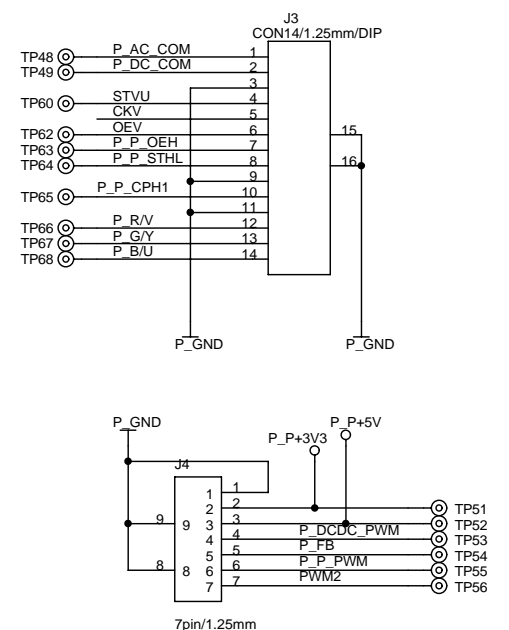 J3
CON14/1.25mm/DIP
TP48 P_AC_COM 1
TP49 P_DC_COM 2
3
TP60 STVU 4
CKV 5
TP62 OEV 6 15
TP63 P_P_OEH 7
TP64 P_P_STHL 8 16
9
TP65 P_P_CPH1 10
11
TP66 P_R/V 12
TP67 P_G/Y 13
TP68 P_B/U 14
P_GND P_GND
P_GND P_P+5V
P_P+3V3
J4
1 1
2 2 TP51
9 9 3 3 TP52
4 4 P_DCDC_PWM TP53
5 5 P_FB TP54
8 8 6 6 P_P_PWM TP55
7 7 PWM2 TP56
7pin/1.25mm